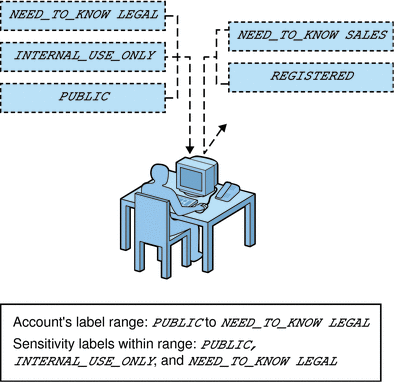 NEED_TO_KNOW LEGAL
INTERNAL_USE_ONLY
PUBLIC
NEED_TO_KNOW SALES
REGISTERED
Account's label range: PUBLIC to NEED_TO_KNOW LEGAL
Sensitivity labels within range: PUBLIC,
INTERNAL_USE_ONLY, and NEED_TO_KNOW LEGAL